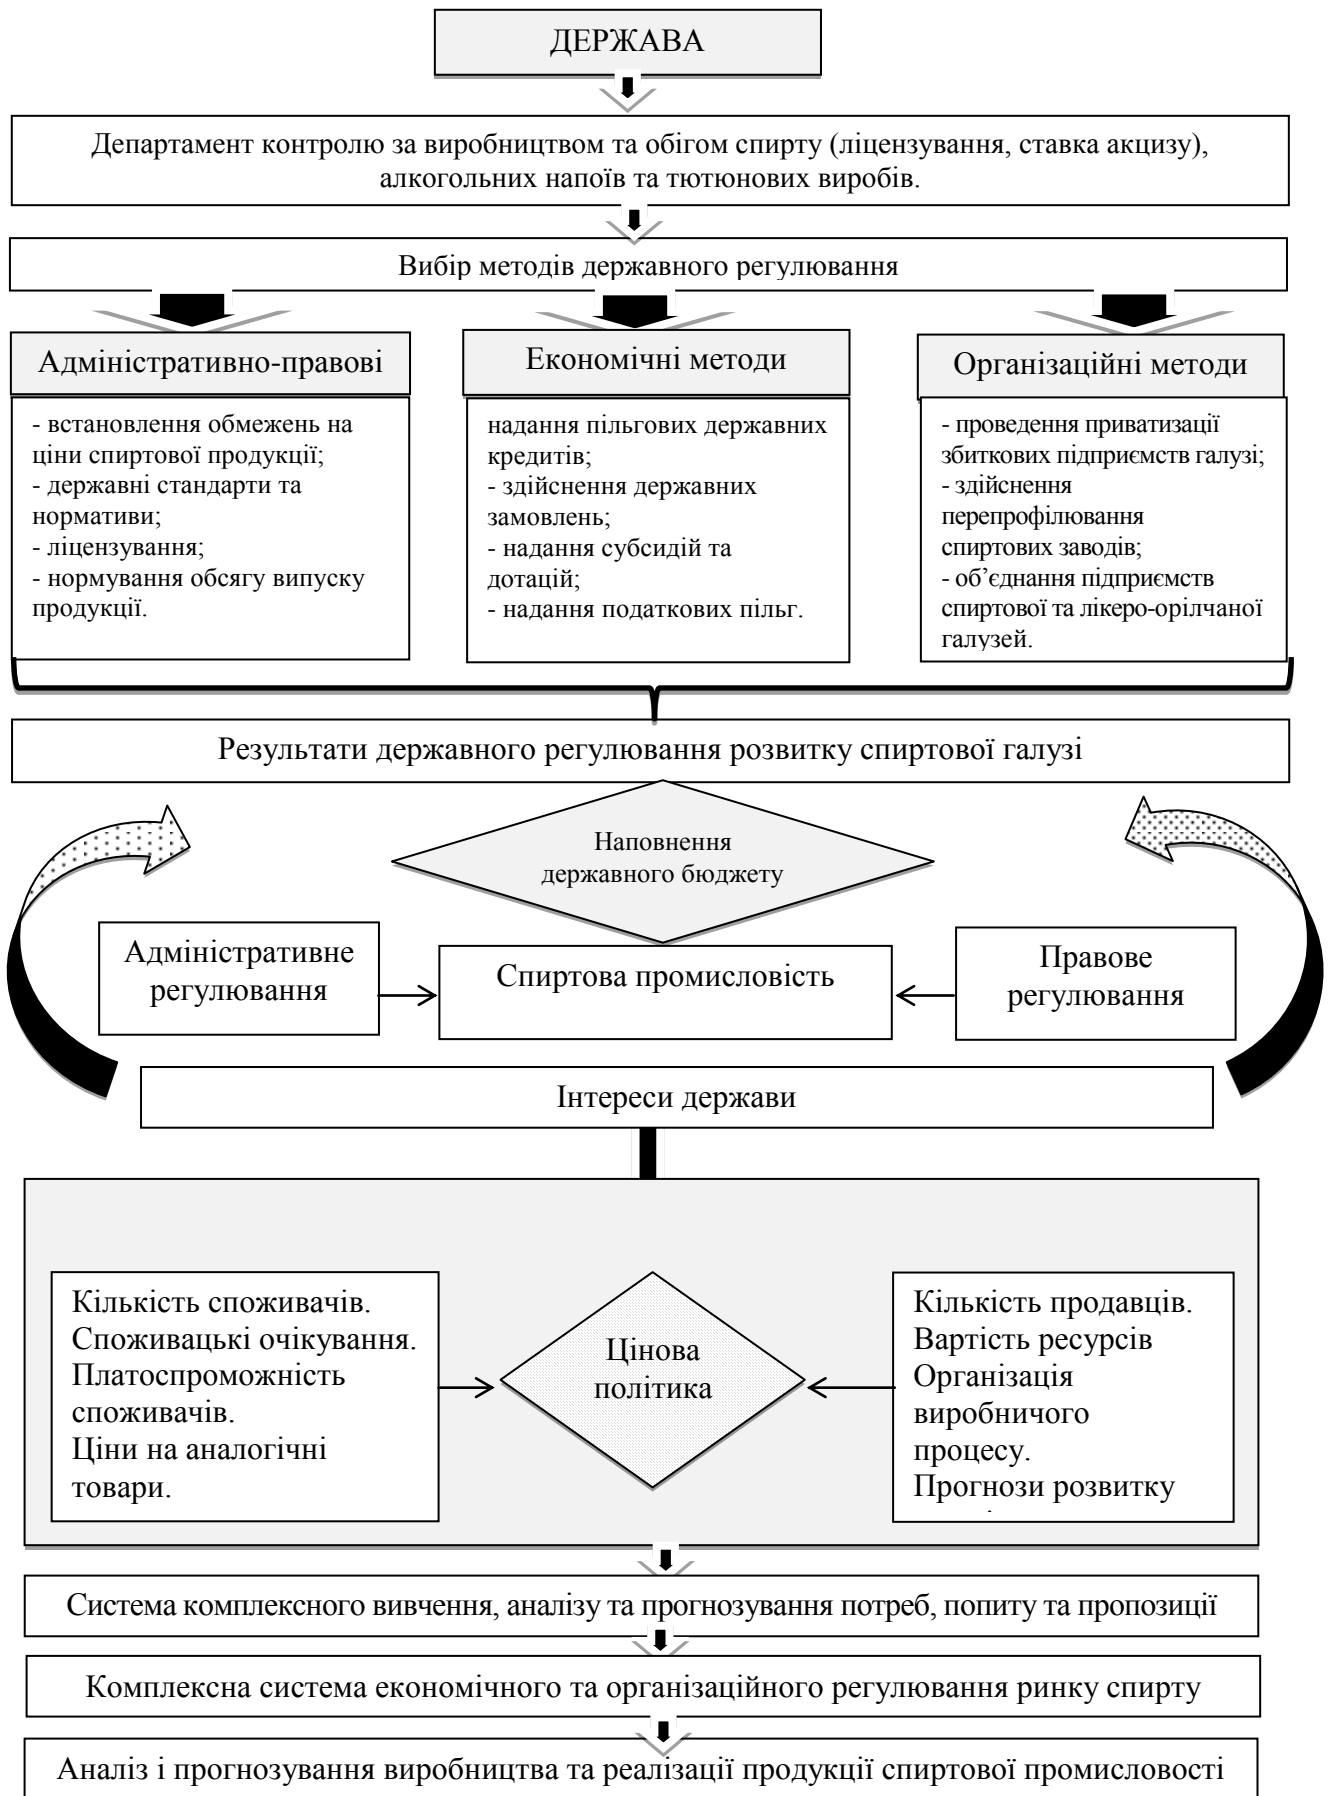 ДЕРЖАВА
Департамент контролю за виробництвом та обігом спирту (ліцензування, ставка акцизу),
алкогольних напоїв та тютюнових виробів.
Вибір методів державного регулювання
Адміністративно-правові
- встановлення обмежень на
ціни спиртової продукції;
- державні стандарти та
нормативи;
- ліцензування;
- нормування обсягу випуску
продукції.
Економічні методи
надання пільгових державних
кредитів;
- здійснення державних
замовлень;
- надання субсидій та
дотацій;
- надання податкових пільг.
Організаційні методи
- проведення приватизації
збиткових підприємств галузі;
- здійснення
перепрофілювання
спиртових заводів;
- об’єднання підприємств
спиртової та лікеро-орілчаної
галузей.
Результати державного регулювання розвитку спиртової галузі
Наповнення
державного бюджету
Адміністративне
регулювання
Спиртова промисловість
Правове
регулювання
Інтереси держави
Кількість споживачів.
Споживацькі очікування.
Платоспроможність
споживачів.
Ціни на аналогічні
товари.
Цінова
політика
Кількість продавців.
Вартість ресурсів
Організація
виробничого
процесу.
Прогнози розвитку
Система комплексного вивчення, аналізу та прогнозування потреб, попиту та пропозиції
Комплексна система економічного та організаційного регулювання ринку спирту
Аналіз і прогнозування виробництва та реалізації продукції спиртової промисловості